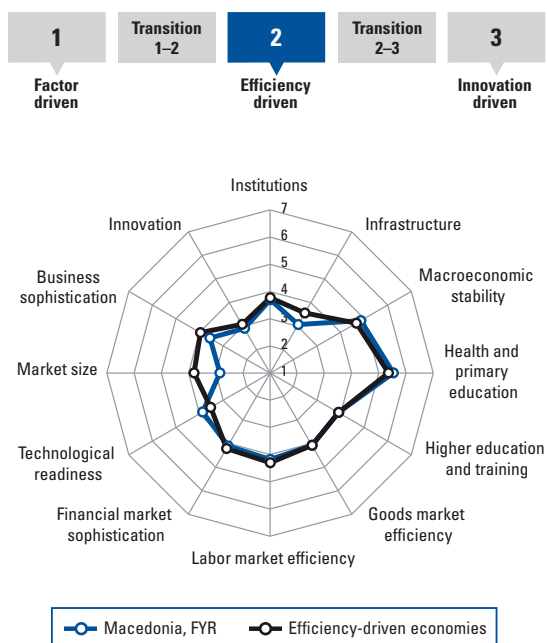 1
Transition
1–2
2
Transition
2–3
3
Factor
driven
Efficiency
driven
Innovation
driven
Institutions
7
6
5
4
3
2
1
Infrastructure
Macroeconomic
stability
Health and
primary
education
Higher education
and training
Goods market
efficiency
Labor market efficiency
Financial market
sophistication
Technological
readiness
Market size
Business
sophistication
Innovation
Macedonia, FYR
Efficiency-driven economies